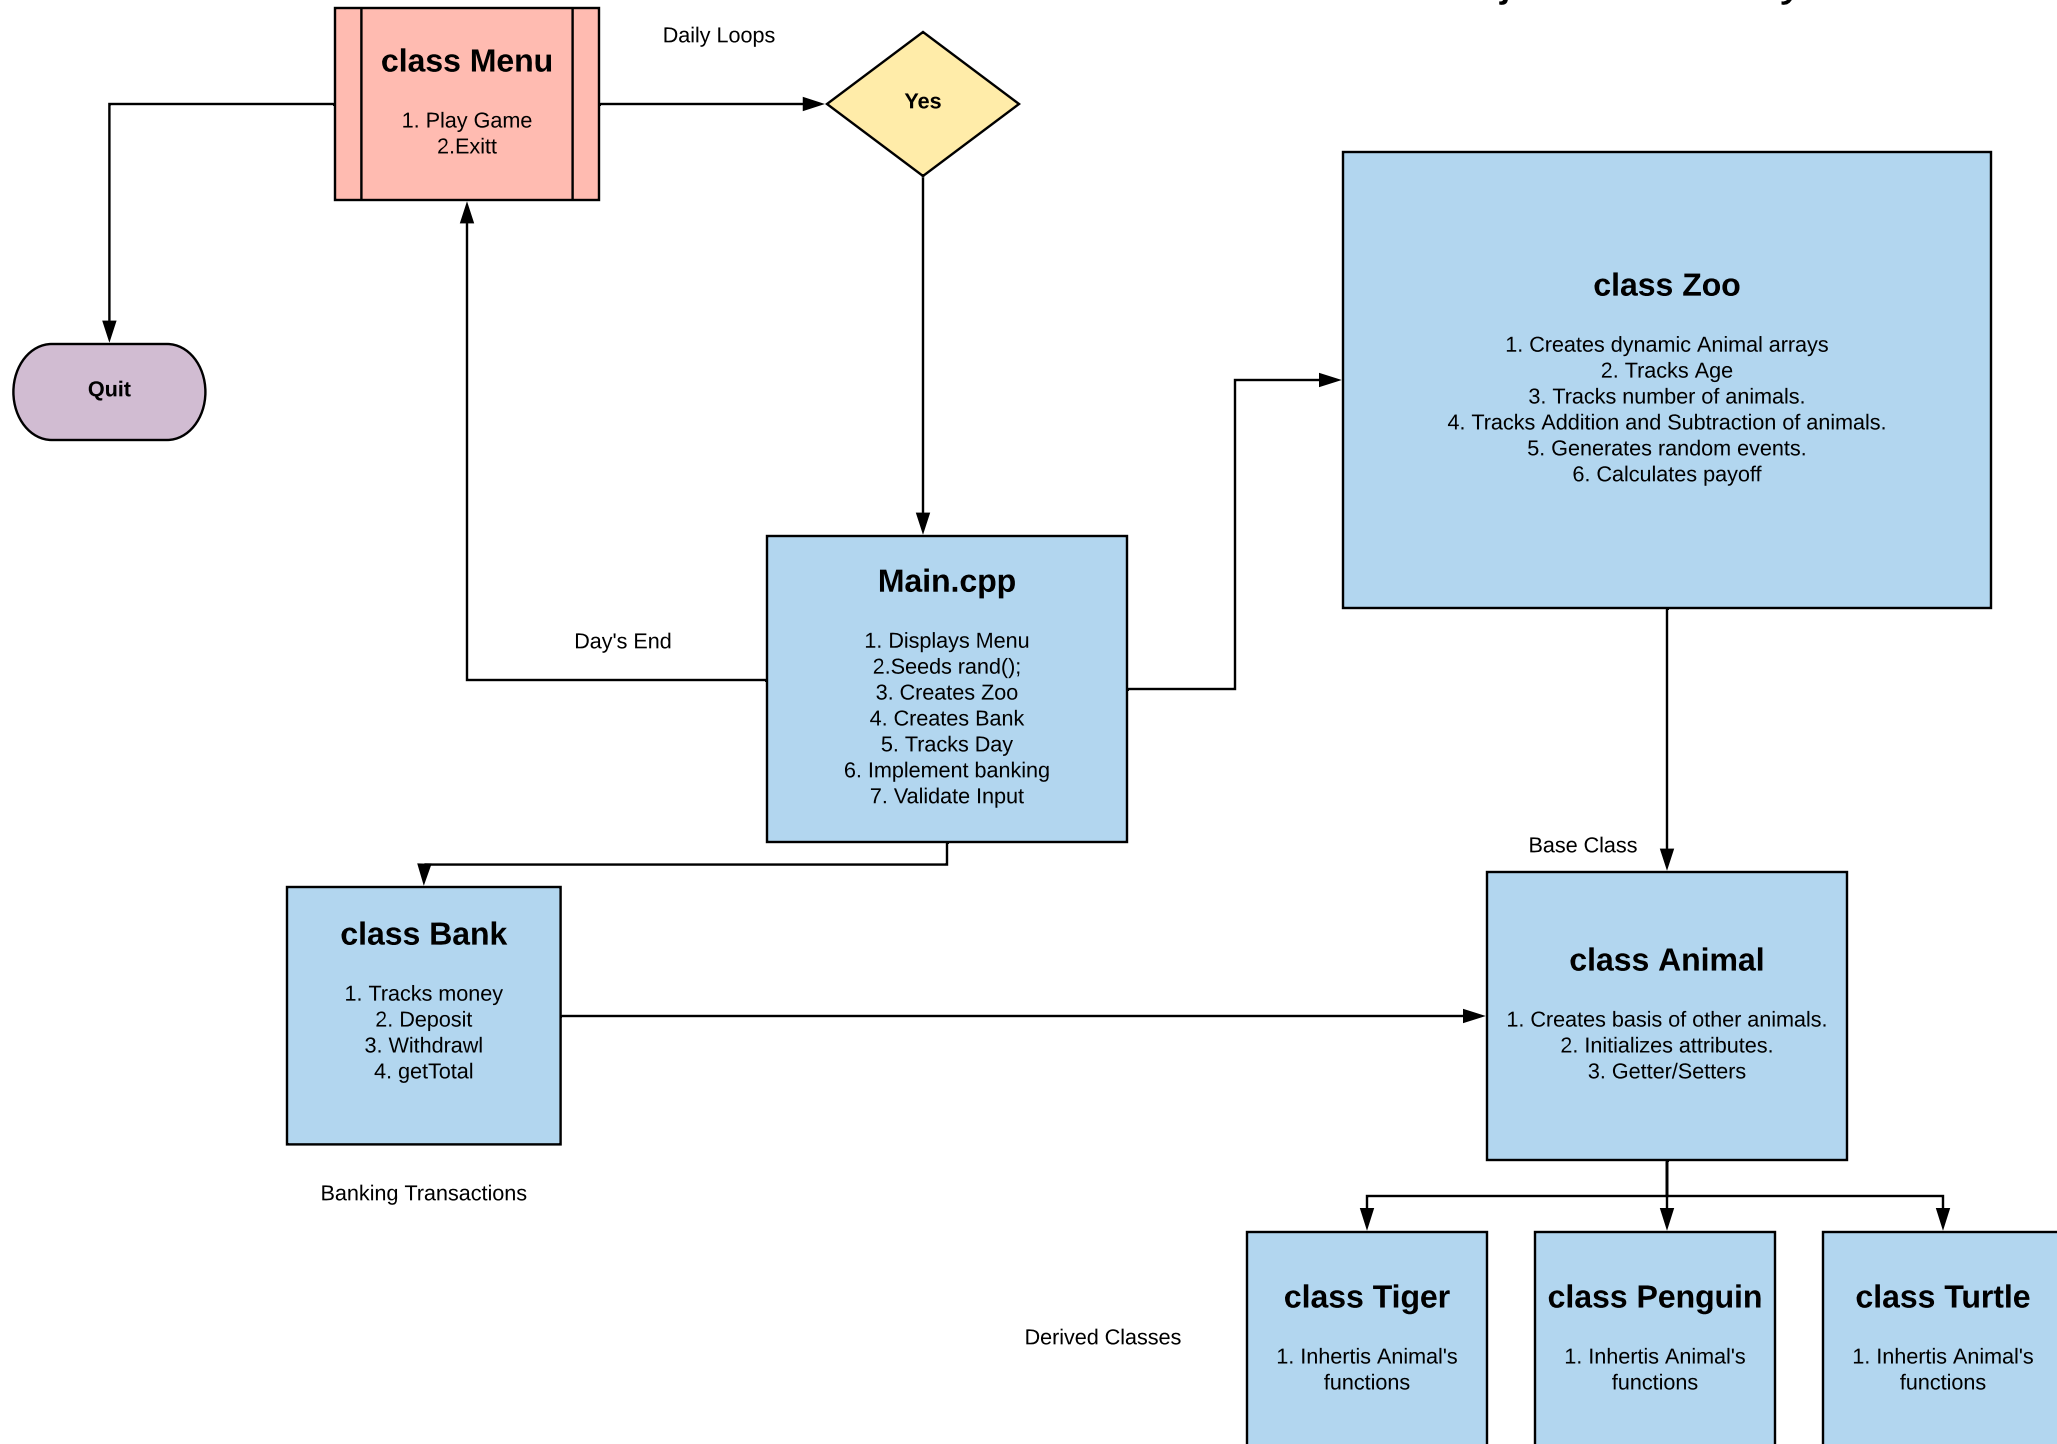 Daily Loops
class Menu
1. Play Game
2.Exitt
Yes
Quit
class Zoo
1. Creates dynamic Animal arrays
2. Tracks Age
3. Tracks number of animals.
4. Tracks Addition and Subtraction of animals.
5. Generates random events.
6. Calculates payoff
Main.cpp
1. Displays Menu
2.Seeds rand();
3. Creates Zoo
4. Creates Bank
5. Tracks Day
6. Implement banking
7. Validate Input
Day's End
Base Class
class Bank
1. Tracks money
2. Deposit
3. Withdrawl
4. getTotal
class Animal
1. Creates basis of other animals.
2. Initializes attributes.
3. Getter/Setters
Banking Transactions
Derived Classes
class Tiger
1. Inhertis Animal's
functions
class Penguin
1. Inhertis Animal's
functions
class Turtle
1. Inhertis Animal's
functions